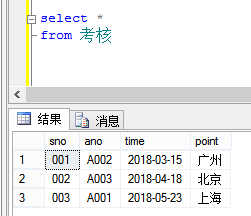 select *
from 考核
结果 消息
sno ano time point
1 001 A002 2018-03-15 广州
2 002 A003 2018-04-18 北京
3 003 A001 2018-05-23 上海